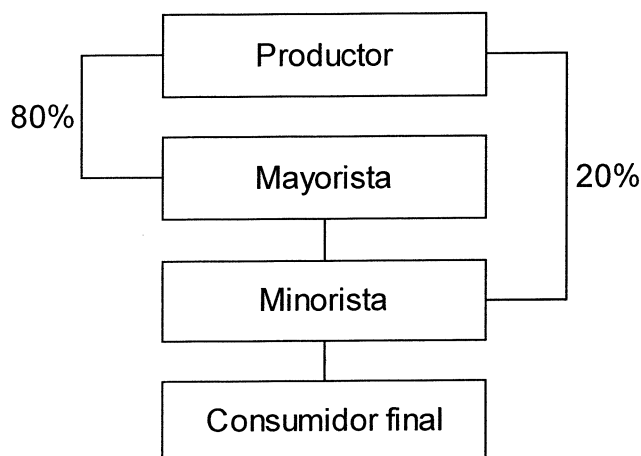 Productor
80%
Mayorista
20%
Minorista
Consumidor final